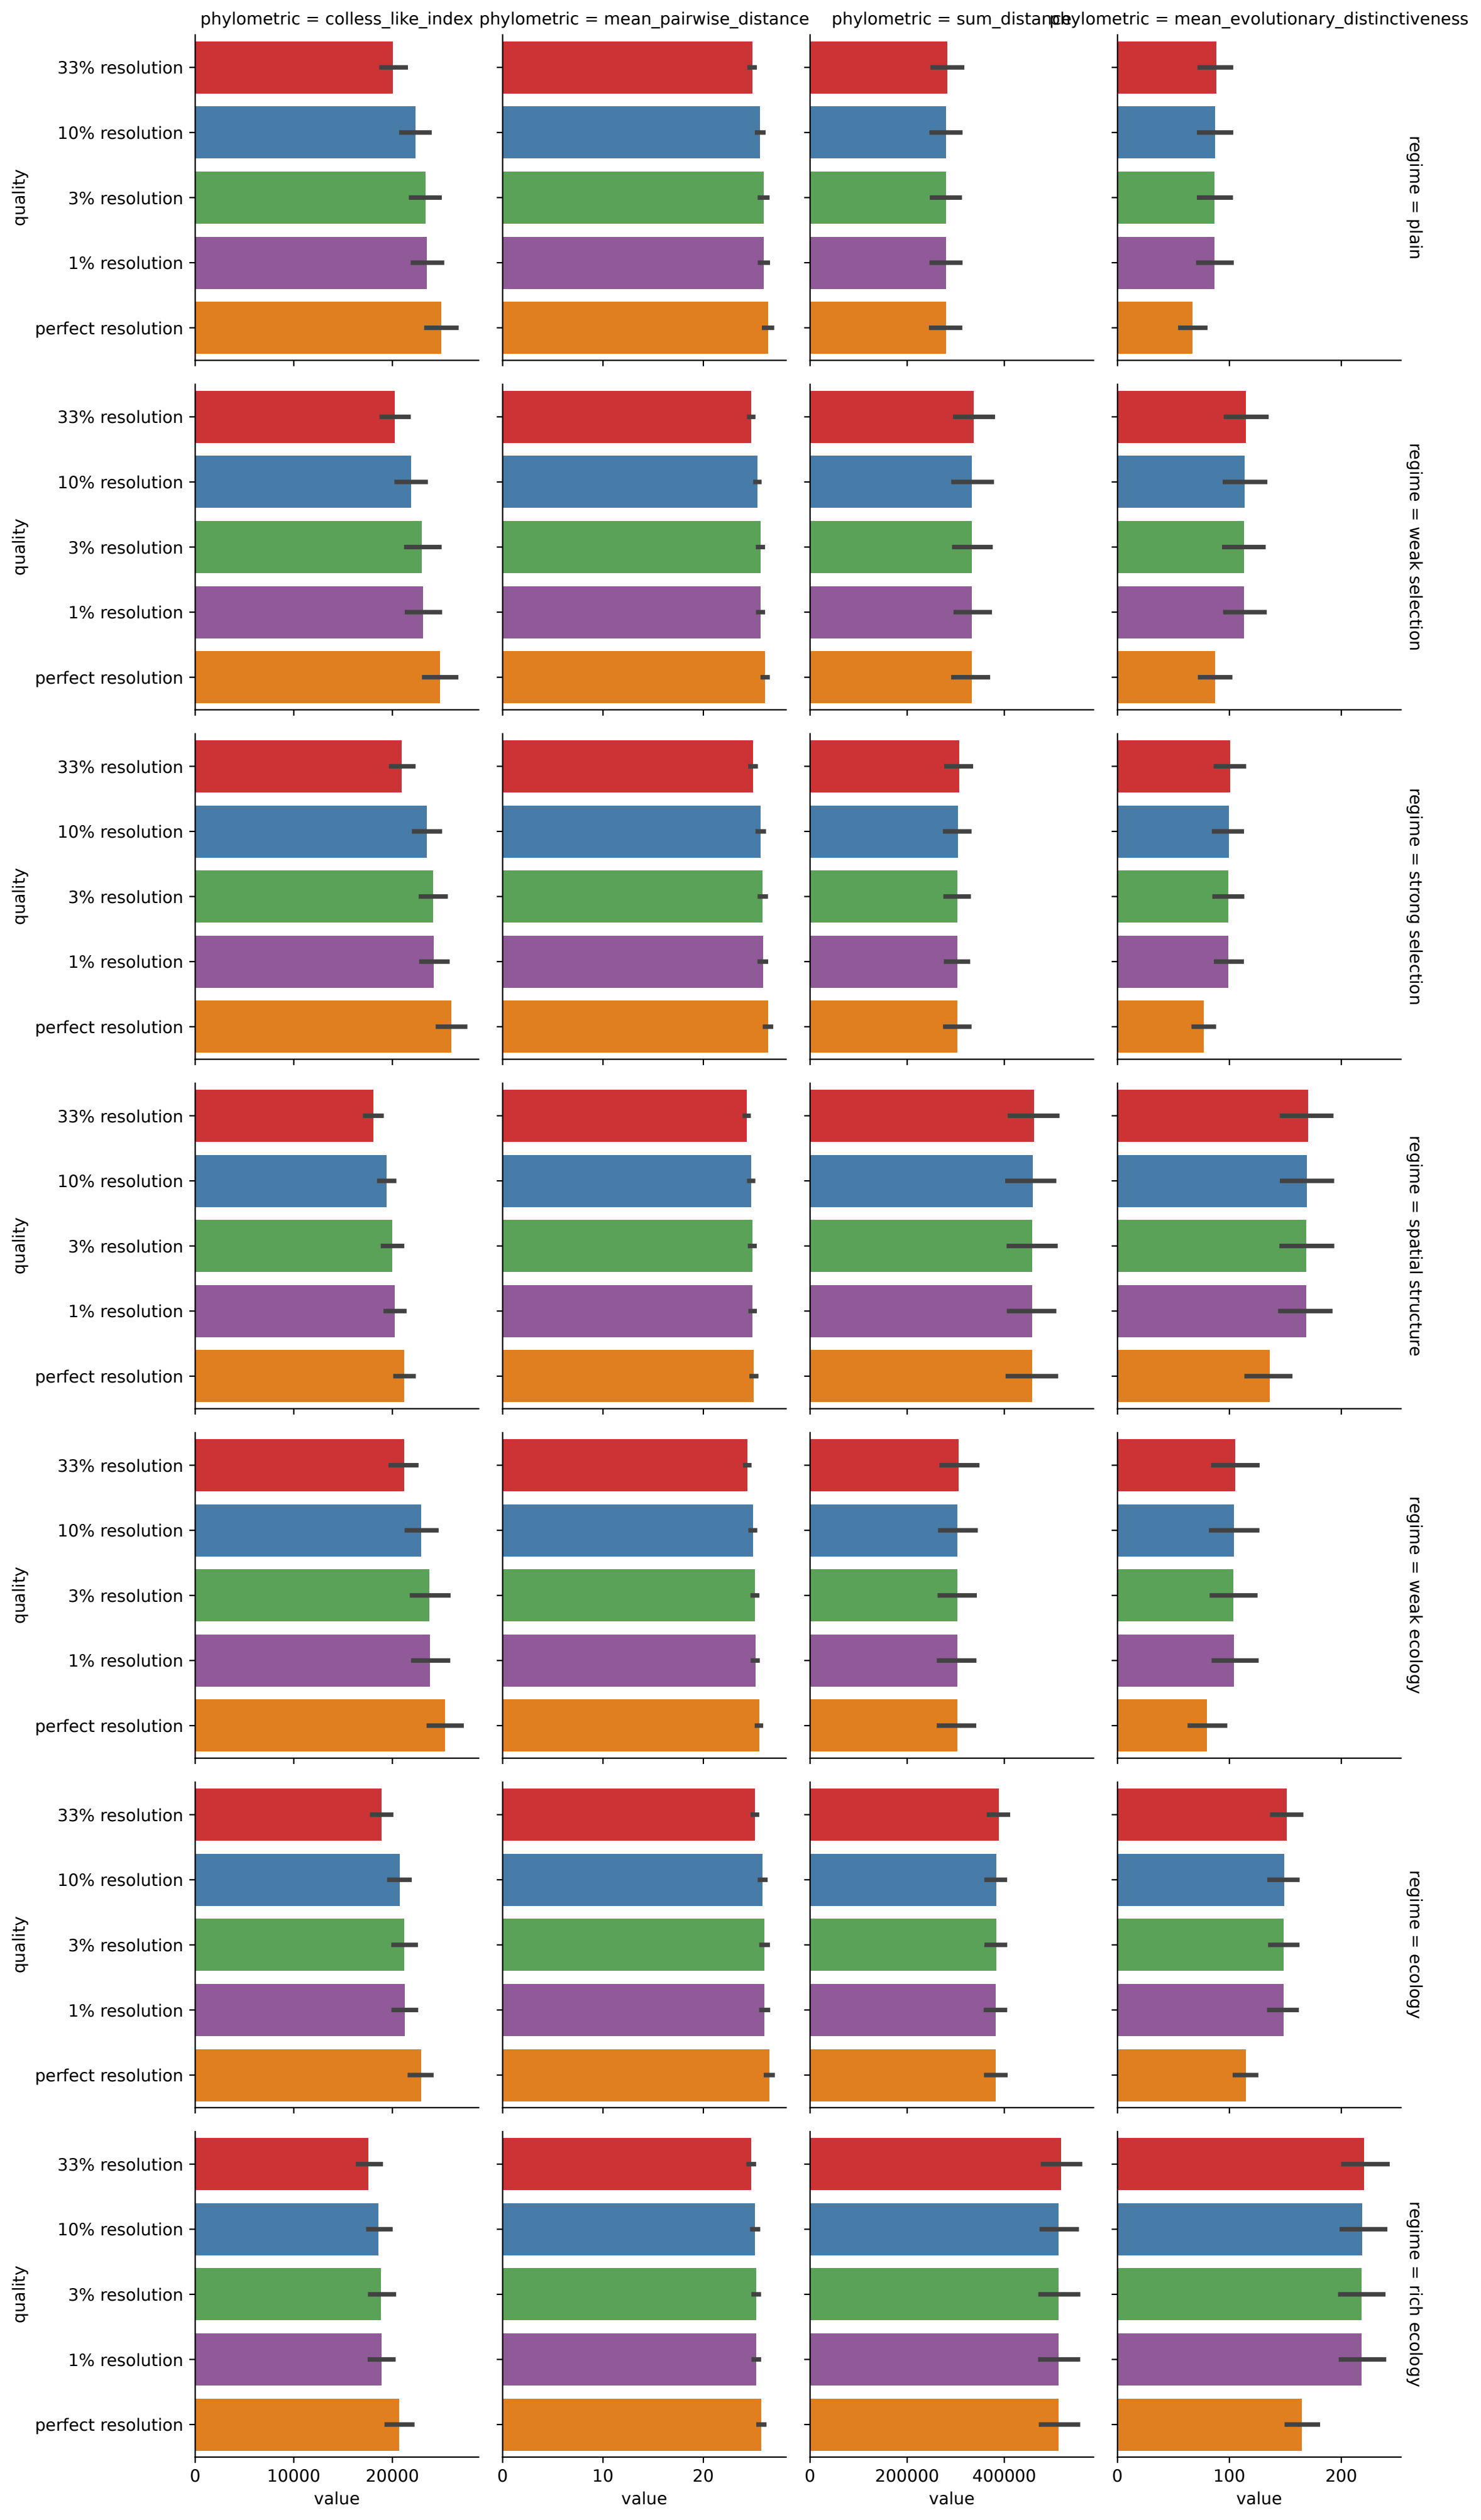 phylometric = colless_like_index
phylometric = mean_pairwise_distance
phylometric = sum_distance
phylometric = mean_evolutionary_distinctiveness
quality
33% resolution
10% resolution
3% resolution
1% resolution
perfect resolution
regime = plain
quality
33% resolution
10% resolution
3% resolution
1% resolution
perfect resolution
regime = weak selection
quality
33% resolution
10% resolution
3% resolution
1% resolution
perfect resolution
regime = strong selection
quality
33% resolution
10% resolution
3% resolution
1% resolution
perfect resolution
regime = spatial structure
quality
33% resolution
10% resolution
3% resolution
1% resolution
perfect resolution
regime = weak ecology
quality
33% resolution
10% resolution
3% resolution
1% resolution
perfect resolution
regime = ecology
quality
33% resolution
10% resolution
3% resolution
1% resolution
perfect resolution
regime = rich ecology
0 10000 20000
value
0 10 20
value
0 200000 400000
value
0 100 200
value